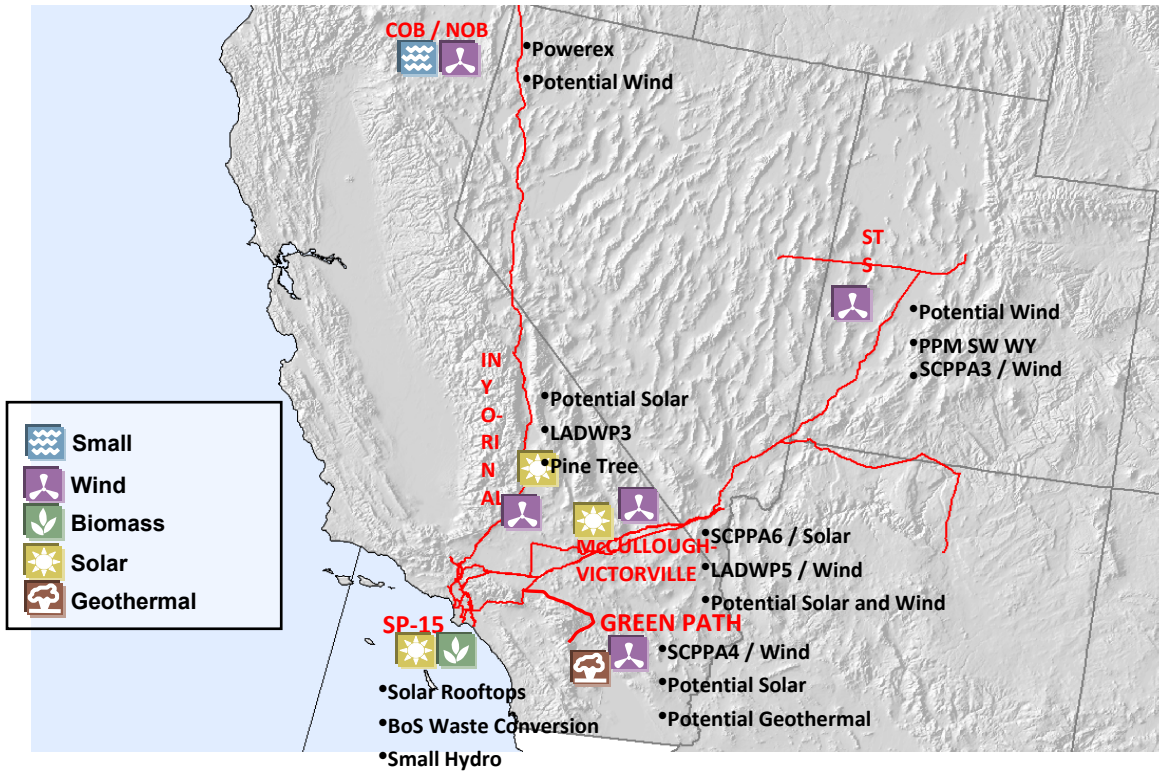 COB / NOB
•Powerex
•Potential Wind
ST
S
•Potential Wind
•PPM SW WY
•SCPPA3 / Wind
IN
Y
O-
RI
N
AL
•Potential Solar
•LADWP3
•Pine Tree
Small
Wind
Biomass
Solar
Geothermal
McCULLOUGH-
VICTORVILLE
•SCPPA6 / Solar
•LADWP5 / Wind
•Potential Solar and Wind
SP-15
•Solar Rooftops
•BoS Waste Conversion
•Small Hydro
GREEN PATH
•SCPPA4 / Wind
•Potential Solar
•Potential Geothermal